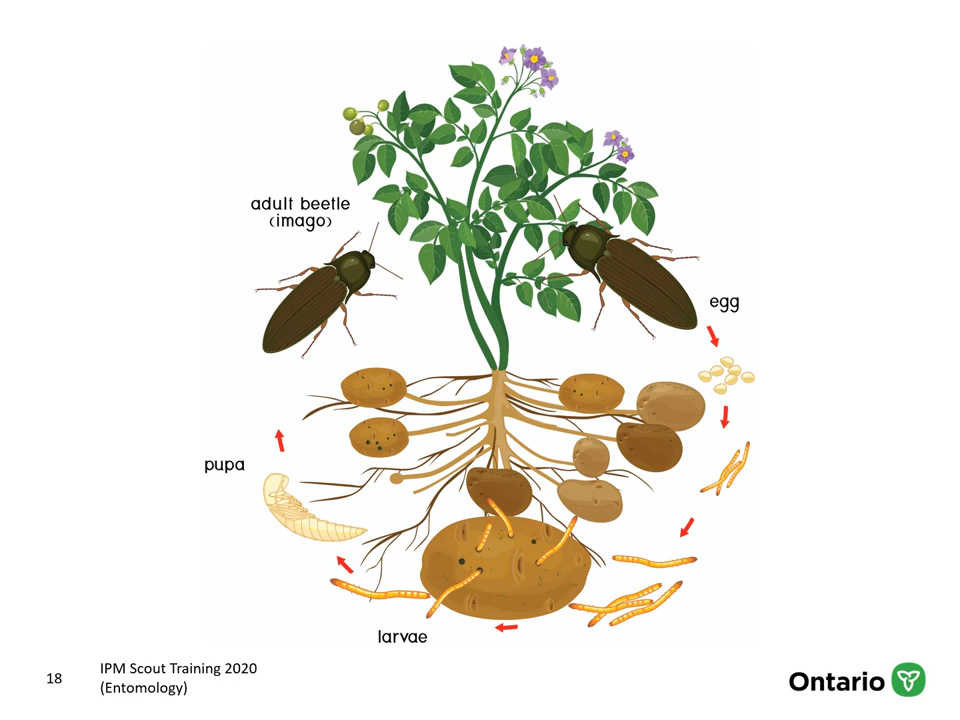 adult beetle
(imago)
egg
pupa
larvae
18
IPM Scout Training 2020
(Entomology)
Ontario